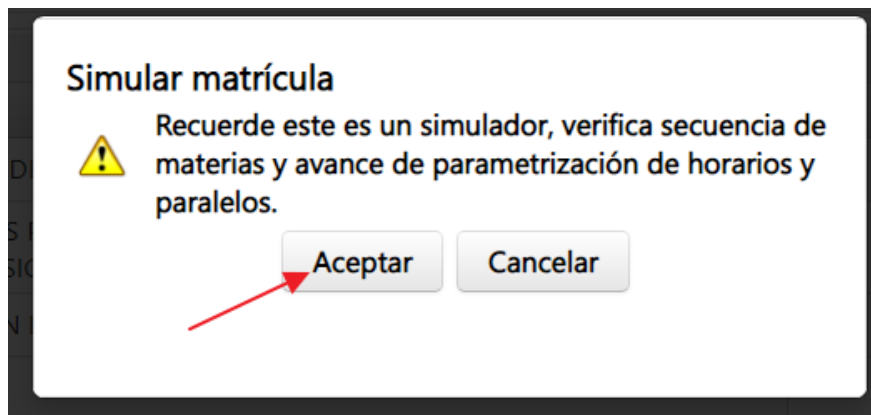 Simular matrícula
Recuerde este es un simulador, verifica secuencia de
materias y avance de parametrización de horarios y
paralelos.
Aceptar Cancelar